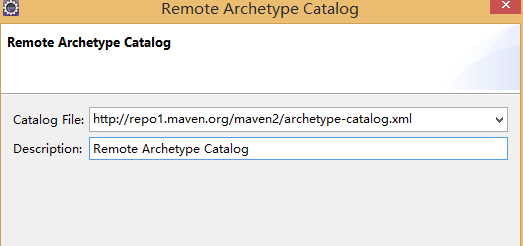 Remote Archetype Catalog
Remote Archetype Catalog
Catalog File: http://repo1.maven.org/maven2/archetype-catalog.xml
Description: Remote Archetype Catalog